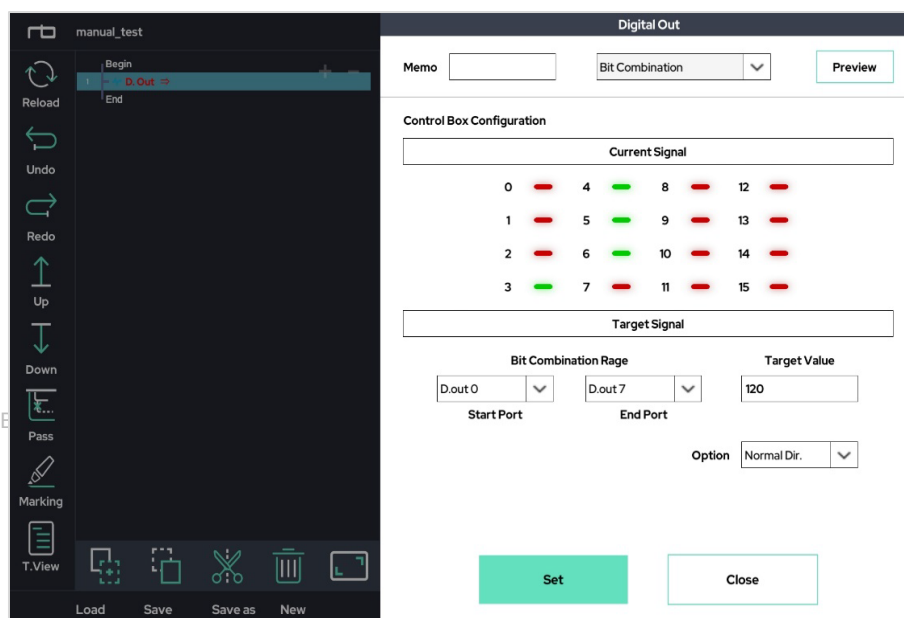 manual_test
Digital Out
Begin
1 D. Out ⇒
End
Reload
Undo
Redo
Up
Down
Pass
Marking
T.View
Load Save Save as New
Memo Bit Combination Preview
Control Box Configuration
Current Signal
0 4 8 12
1 5 9 13
2 6 10 14
3 7 11 15
Target Signal
Bit Combination Rage Target Value
D.out 0 D.out 7 120
Start Port End Port
Option Normal Dir.
Set Close
E